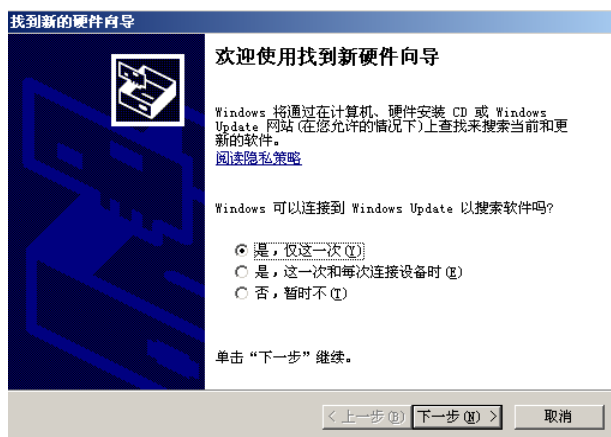 找到新的硬件向导
欢迎使用找到新硬件向导
Windows 将通过在计算机、硬件安装 CD 或 Windows
Update 网站(在您允许的情况下)上查找来搜索当前和更
新的软件。
阅读隐私策略
Windows 可以连接到 Windows Update 以搜索软件吗?
是，仅这一次(Y)
是，这一次和每次连接设备时(E)
否，暂时不(T)
单击“下一步”继续。
< 上一步(B) 下一步(N) > 取消